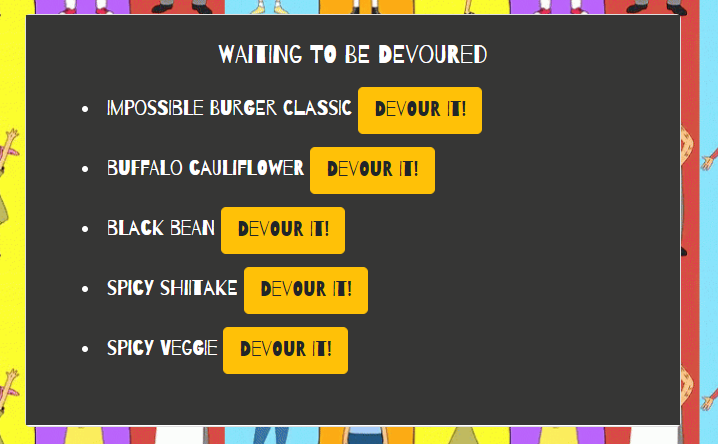 WAITING TO BE DEVOURED
IMPOSSIBLE BURGER CLASSIC DEVOUR IT!
BUFFALO CAULIFLOWER DEVOUR IT!
BLACK BEAN DEVOUR IT!
SPICY SHIITAKE DEVOUR IT!
SPICY VEGGIE DEVOUR IT!